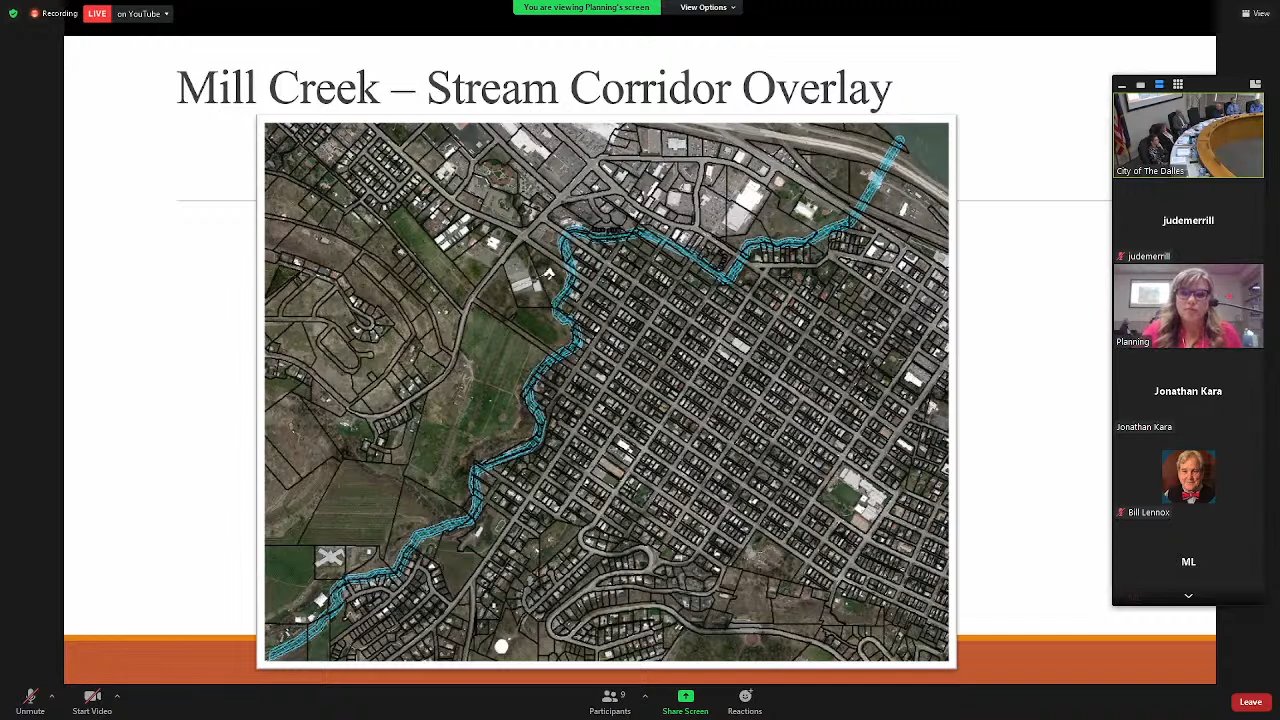 Recording
LIVE on YouTube
You are viewing Planning's screen
View Options
View
Mill Creek – Stream Corridor Overlay
City of The Dalles
judemerrill
judemerrill
Planning
Jonathan Kara
Jonathan Kara
Bill Lennox
ML
Unmute
Start Video
Participants
9
Share Screen
Reactions
Leave